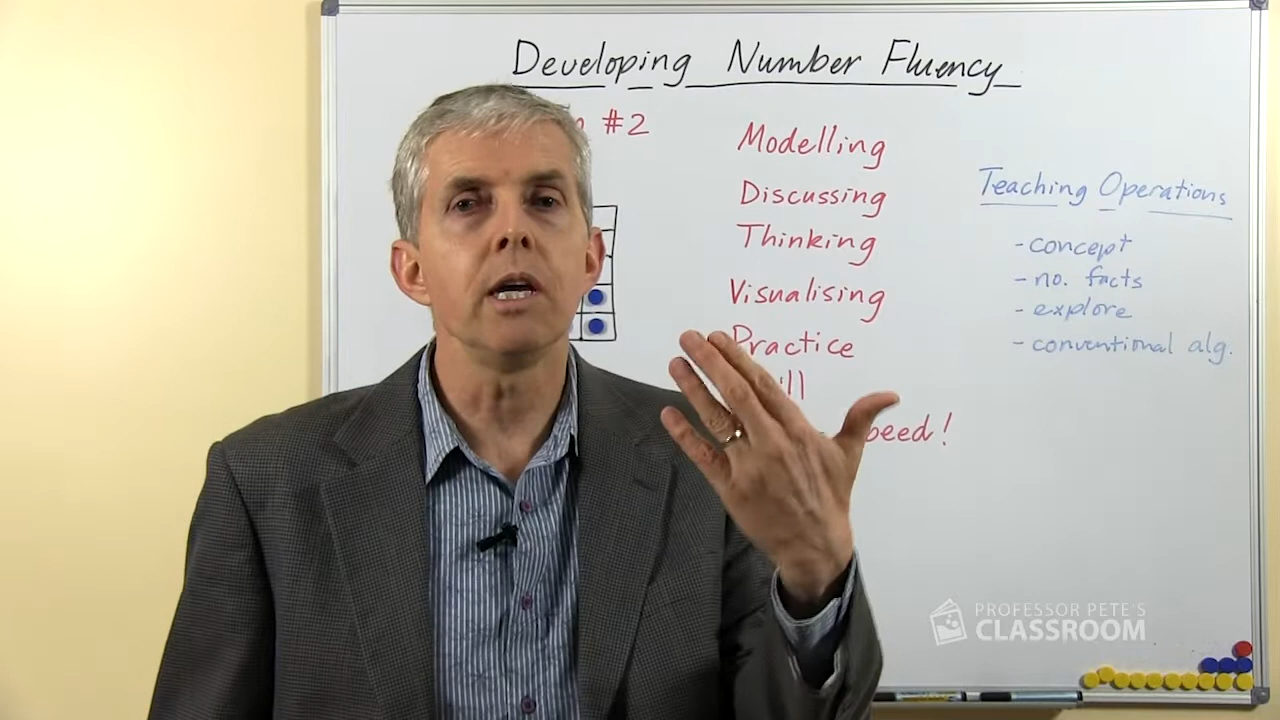 Developing Number Fluency
#2
Modelling
Discussing
Thinking
Visualising
Practice
Teaching Operations
- concept
- no. facts
- explore
- conventional alg.
PROFESSOR PETE'S
CLASSROOM